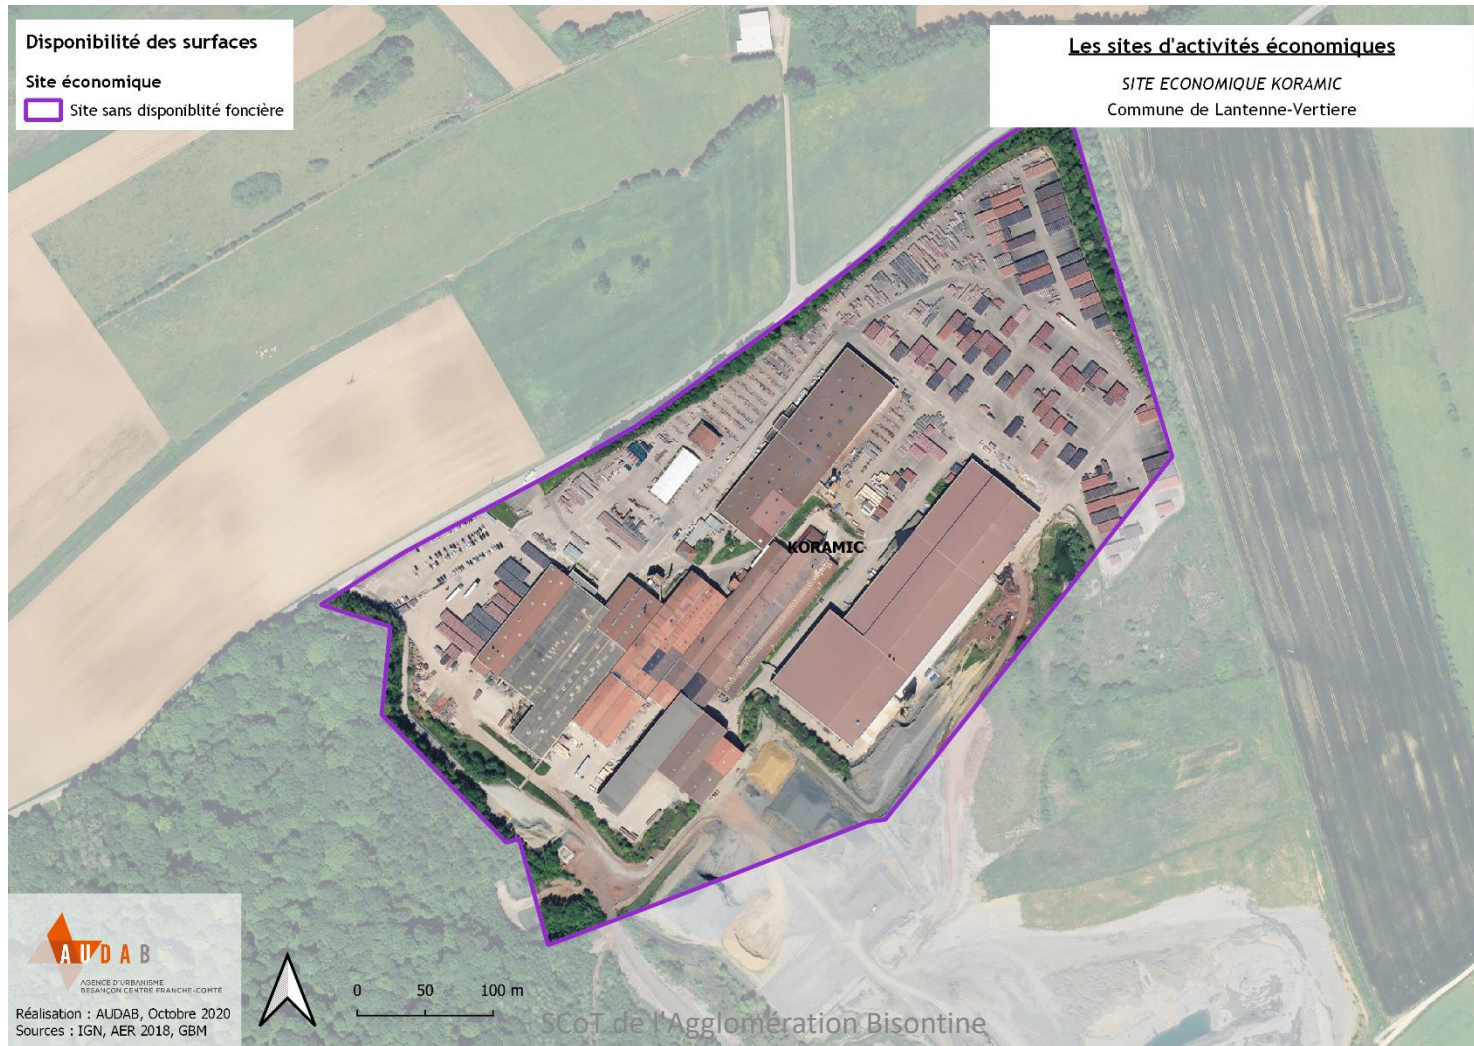 Disponibilité des surfaces
Site économique
Site sans disponiblité foncière
Les sites d'activités économiques
SITE ECONOMIQUE KORAMIC
Commune de Lantenne-Vertiere
KORAMIC
AUDAB
AGENCE D'URBANISME
BESANÇON CENTRE FRANCHE-COMTÉ
Réalisation : AUDAB, Octobre 2020
Sources : IGN, AER 2018, GBM
0 50 100 m
SCoT de l'Agglomération Bisontine